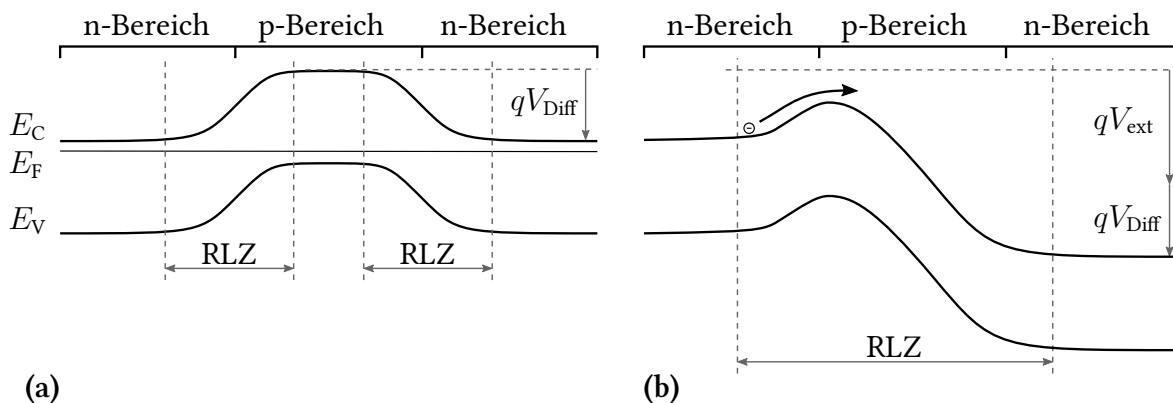 n-Bereich p-Bereich n-Bereich
qV_Diff
E_C
E_F
E_V
RLZ RLZ
(a)
n-Bereich p-Bereich n-Bereich
⊖
qV_ext
qV_Diff
RLZ
(b)